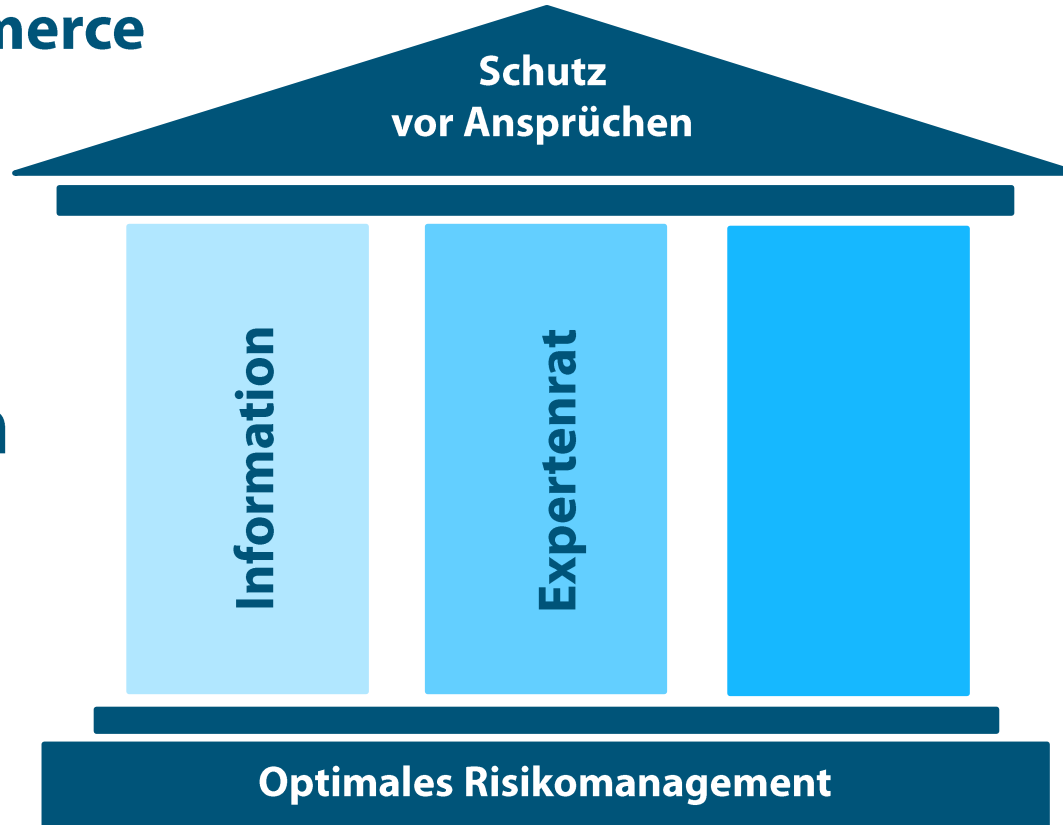 merce
Schutz
vor Ansprüchen
Information
Expertenrat
Optimales Risikomanagement